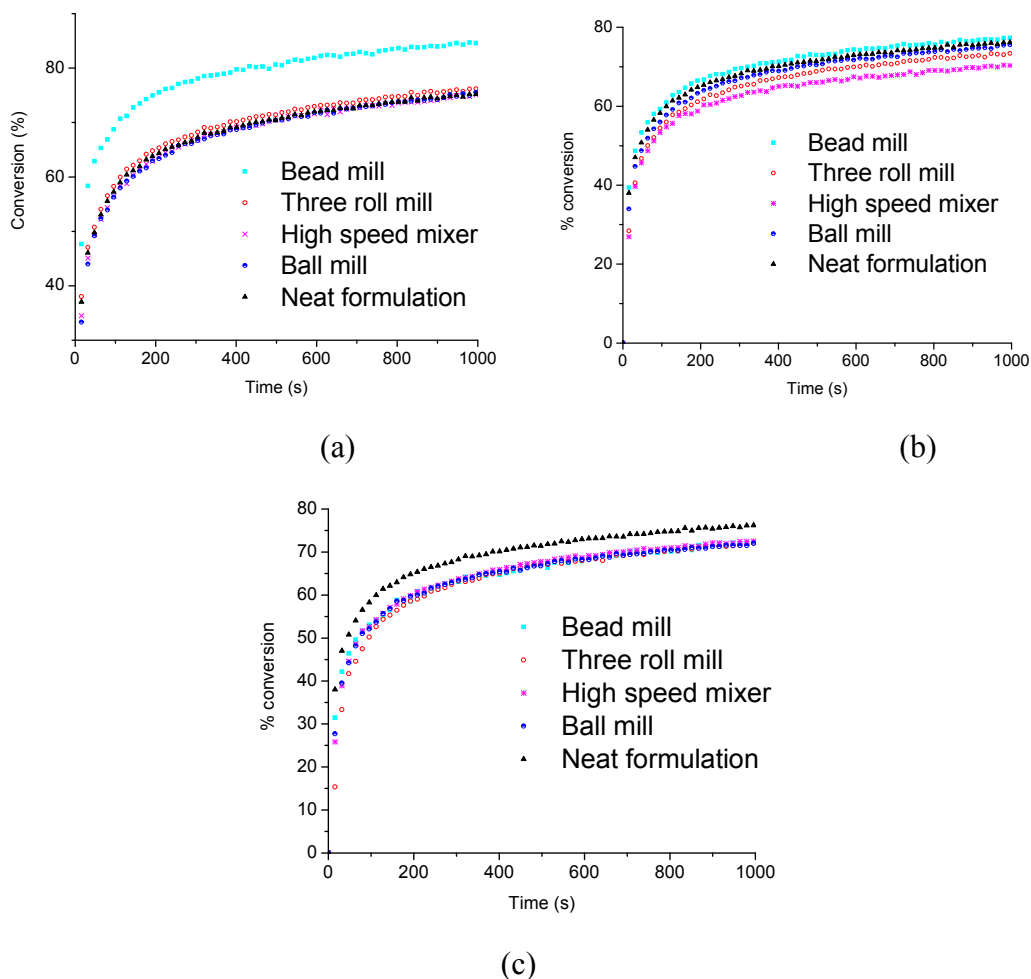 Conversion (%)
80
60
40
0 200 400 600 800 1000
Time (s)
Bead mill
Three roll mill
High speed mixer
Ball mill
Neat formulation
(a)
% conversion
80
60
40
20
0
0 200 400 600 800 1000
Time (s)
Bead mill
Three roll mill
High speed mixer
Ball mill
Neat formulation
(b)
% conversion
80
70
60
50
40
30
20
10
0
0 200 400 600 800 1000
Time (s)
Bead mill
Three roll mill
High speed mixer
Ball mill
Neat formulation
(c)